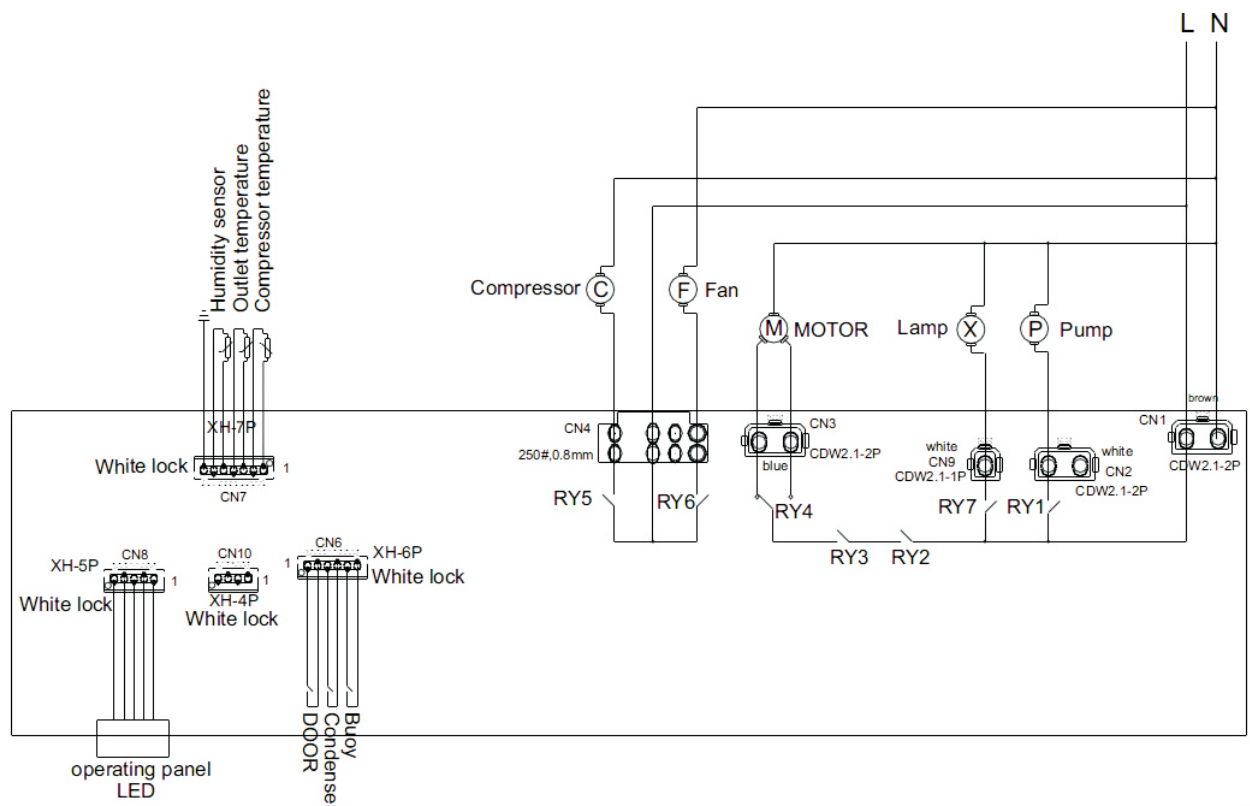 L N
Humidity sensor
Outlet temperature
Compressor temperature
Compressor C
F Fan
M MOTOR
Lamp X
P Pump
XH-7P
White lock
1
CN7
CN4
250#,0.8mm
CN3
CDW2.1-2P
blue
white
CN9
CDW2.1-1P
white
CN2
CDW2.1-2P
brown
CN1
CDW2.1-2P
RY5
RY6
RY4
RY7
RY1
RY3
RY2
CN8
XH-5P
1
White lock
CN10
1
XH-4P
White lock
CN6
1
XH-6P
White lock
DOOR
Condense
Buoy
operating panel
LED